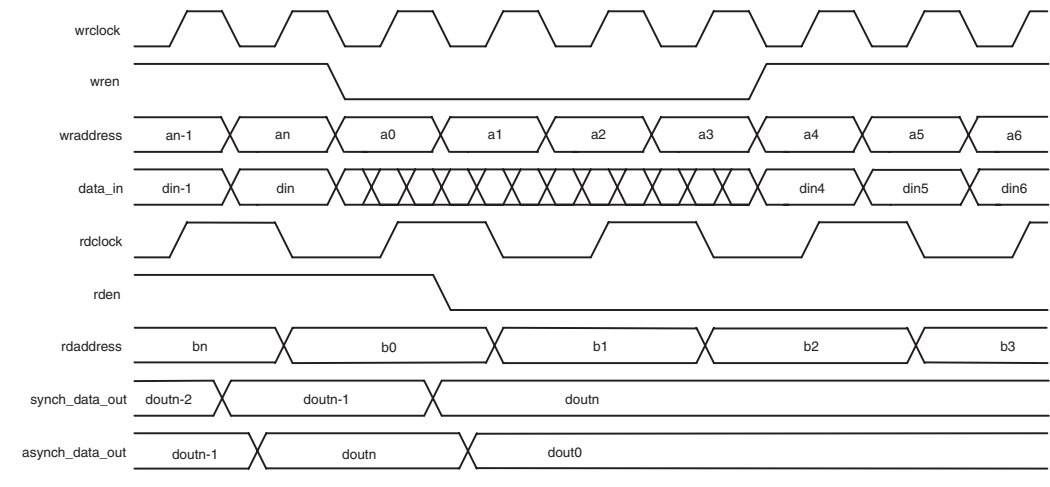 wrclock
wren
wraddress an-1 an a0 a1 a2 a3 a4 a5 a6
data_in din-1 din din4 din5 din6
rdclock
rden
rdaddress bn b0 b1 b2 b3
synch_data_out doutn-2 doutn-1 doutn
asynch_data_out doutn-1 doutn dout0